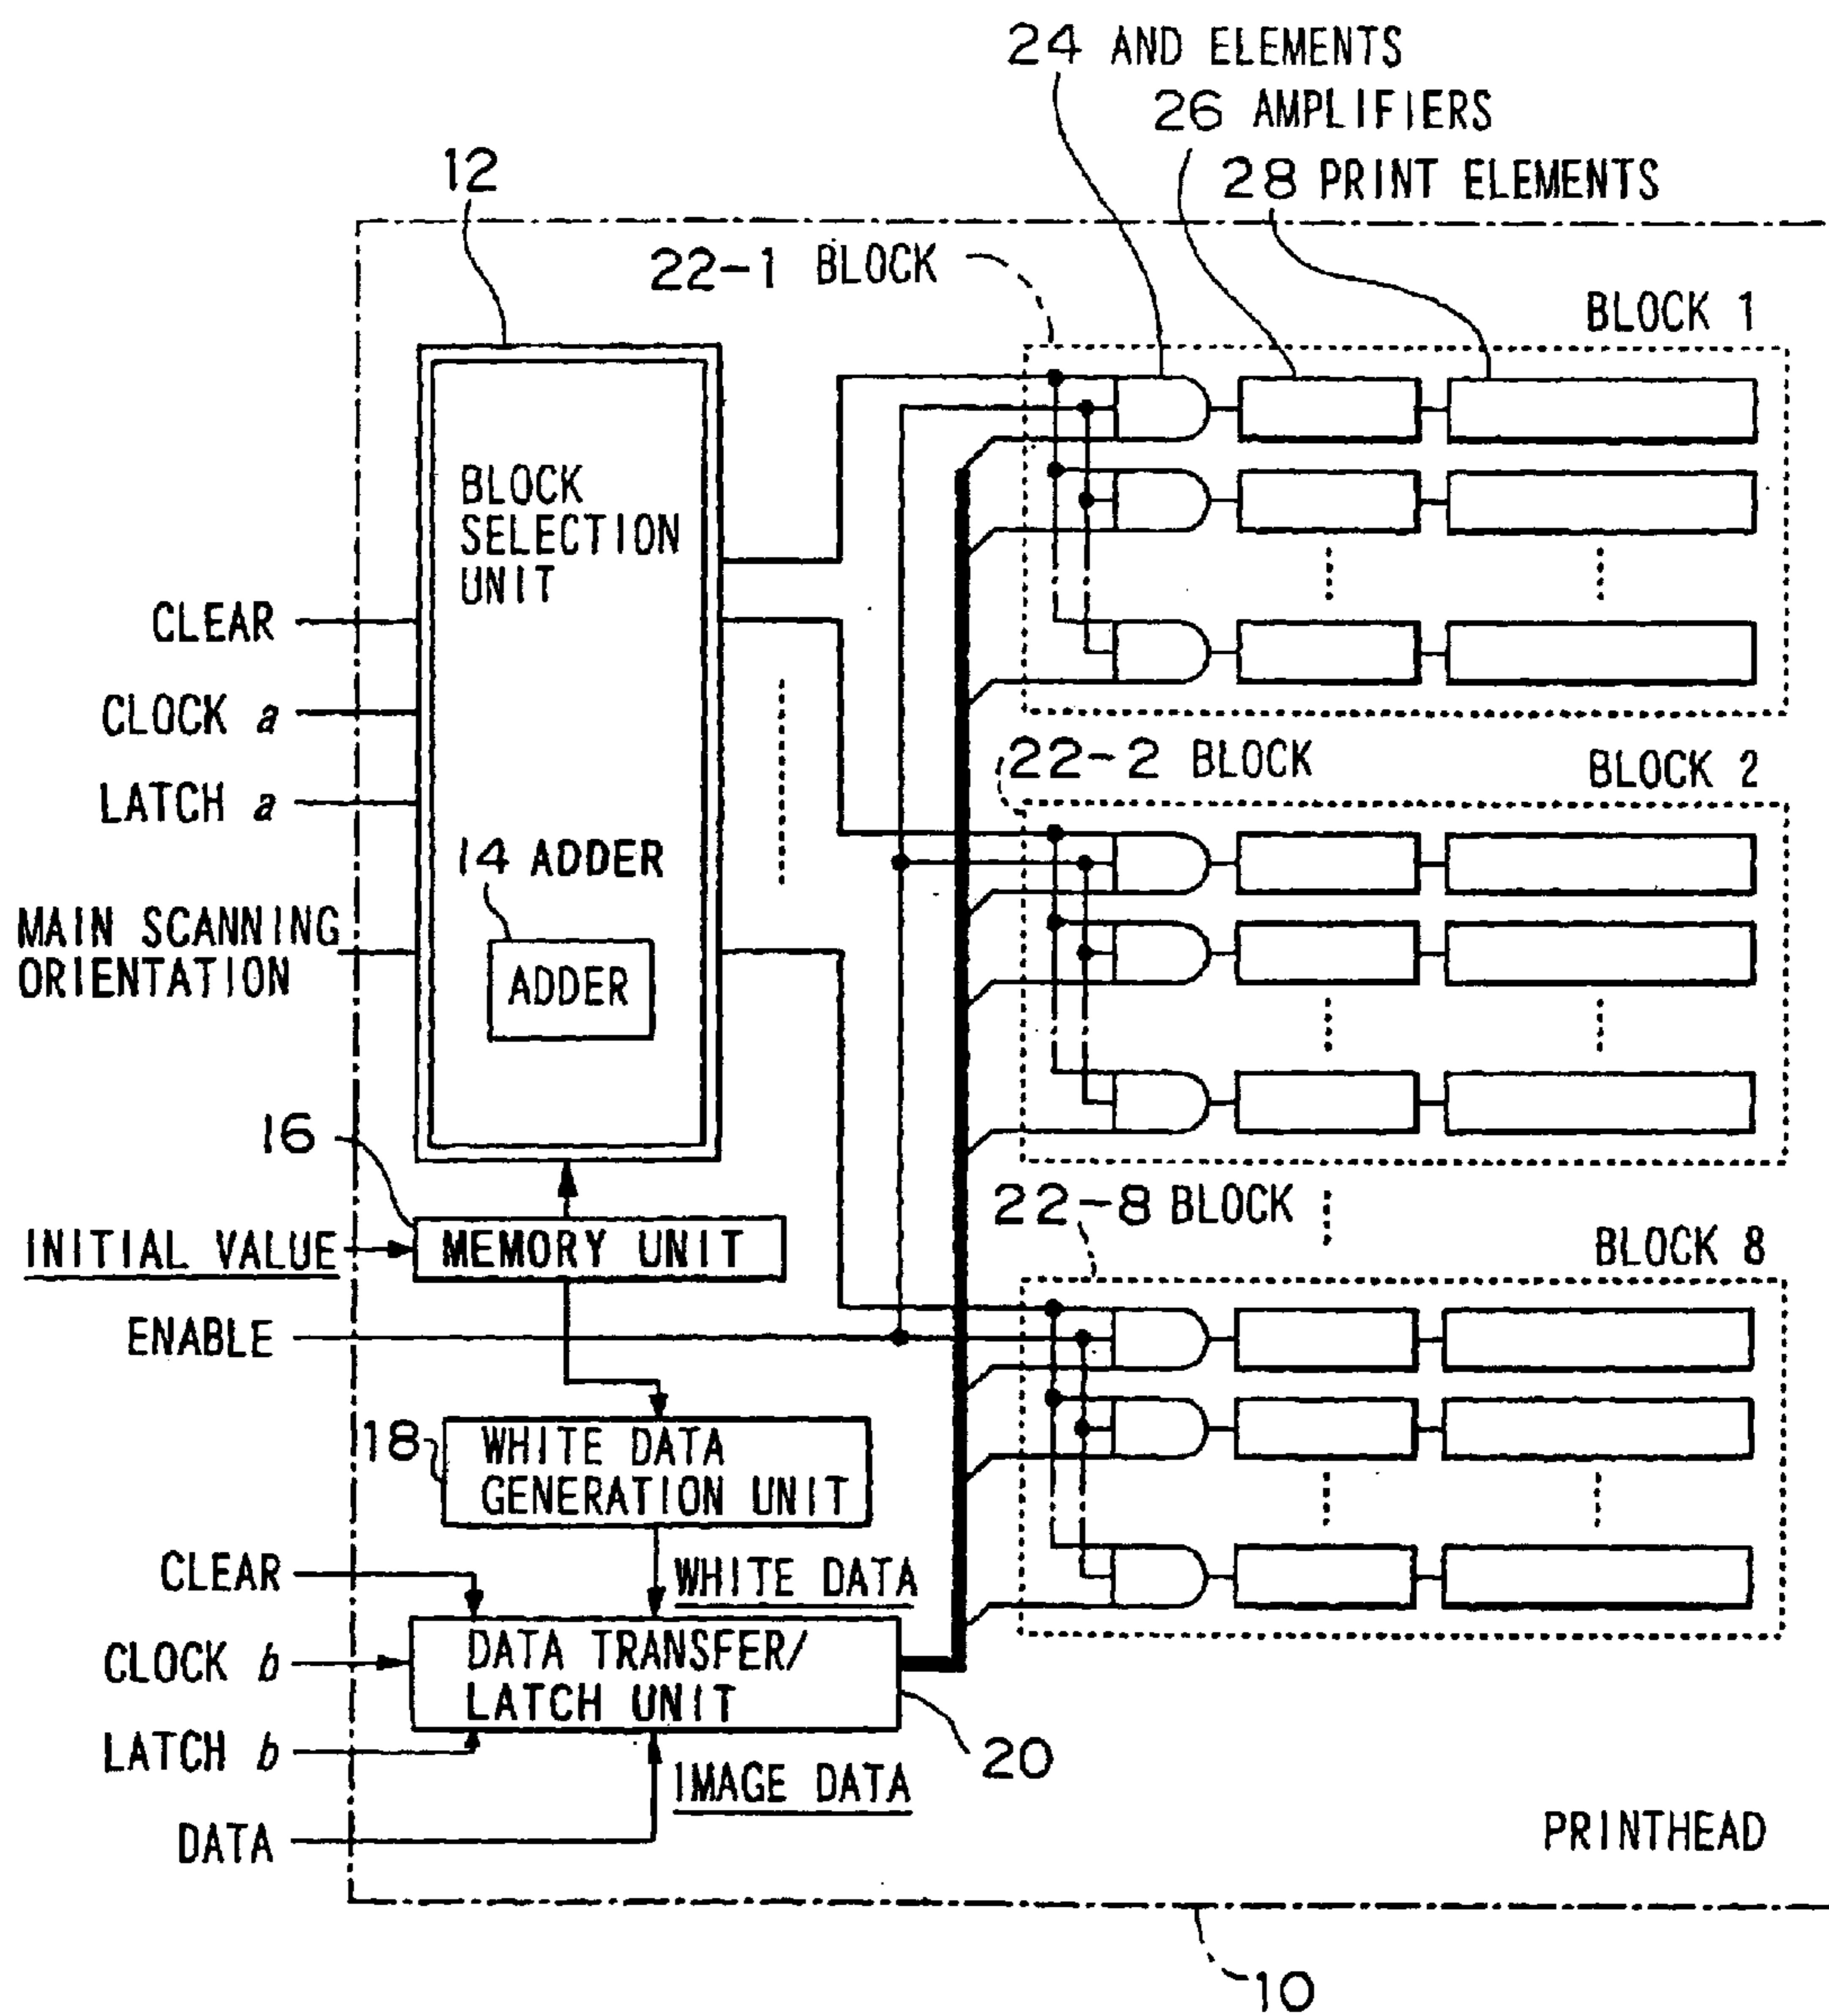 24 AND ELEMENTS
26 AMPLIFIERS
28 PRINT ELEMENTS
12
22-1 BLOCK
BLOCK 1
BLOCK
SELECTION
UNIT
CLEAR
CLOCK a
LATCH a
22-2 BLOCK
BLOCK 2
14 ADDER
MAIN SCANNING
ORIENTATION
ADDER
16
22-8 BLOCK
INITIAL VALUE
MEMORY UNIT
BLOCK 8
ENABLE
18
WHITE DATA
GENERATION UNIT
CLEAR
WHITE DATA
CLOCK b
DATA TRANSFER/
LATCH UNIT
LATCH b
20
IMAGE DATA
DATA
PRINTHEAD
10